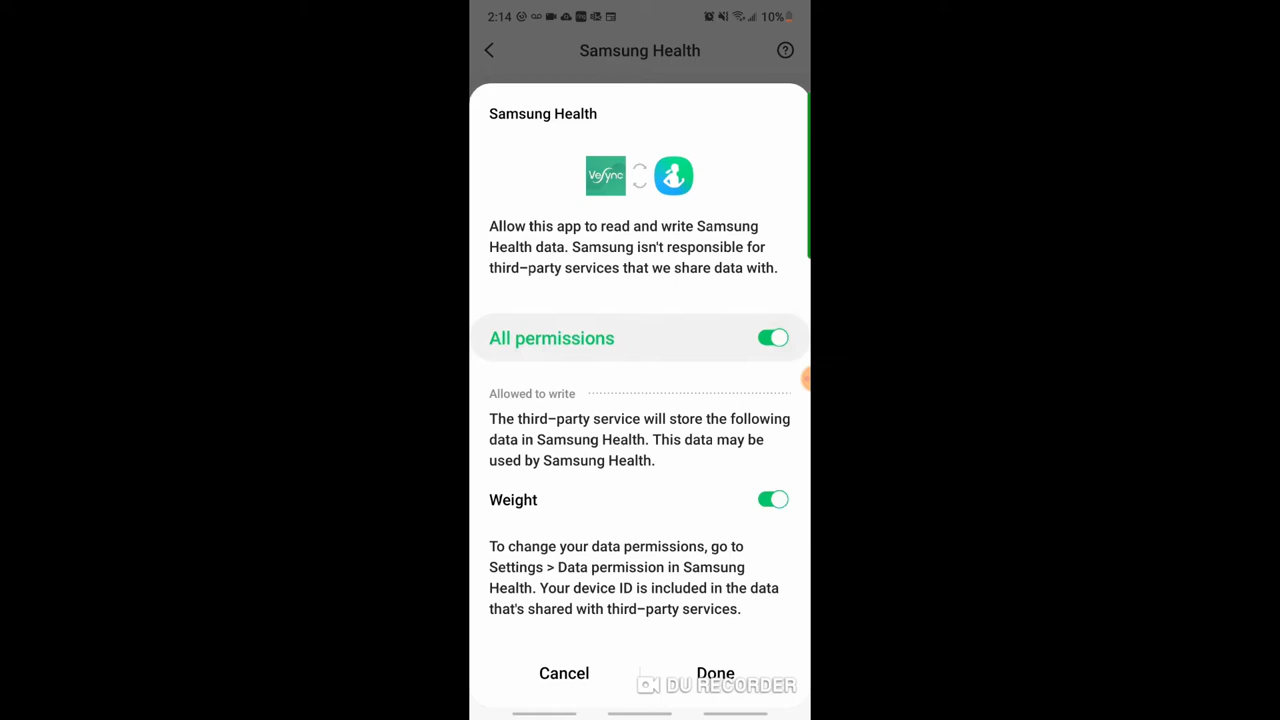 2:14
10%
Samsung Health
Samsung Health
VeSync
Allow this app to read and write Samsung
Health data. Samsung isn't responsible for
third-party services that we share data with.
All permissions
Allowed to write
The third-party service will store the following
data in Samsung Health. This data may be
used by Samsung Health.
Weight
To change your data permissions, go to
Settings > Data permission in Samsung
Health. Your device ID is included in the data
that's shared with third-party services.
Cancel
Done
DU RECORDER